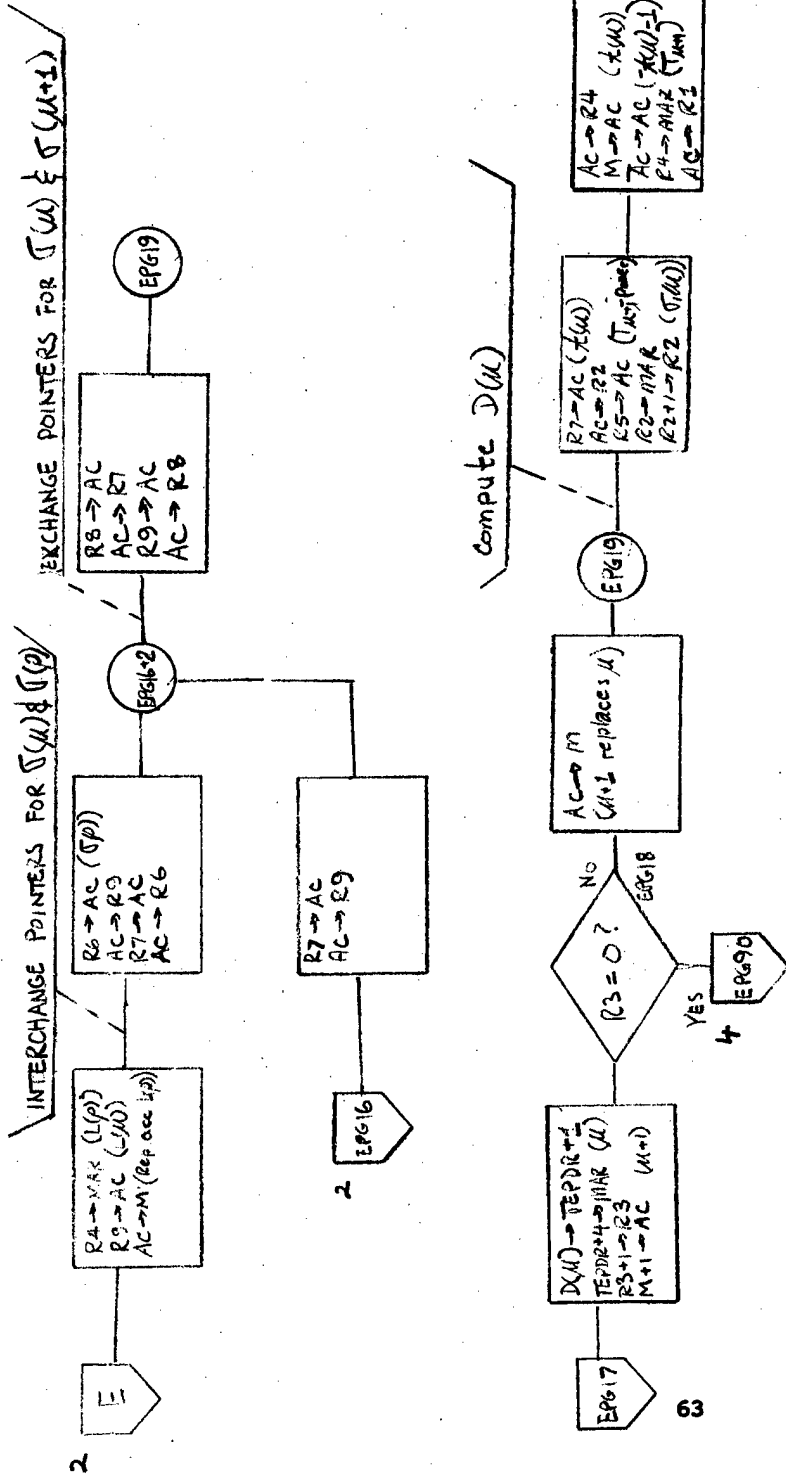 INTERCHANGE POINTERS FOR σ(μ) & σ(ρ)
EXCHANGE POINTERS FOR σ(μ) & σ(μ+1)
2
E
R4→MAR (L(ρ))
R9→AC (L(μ))
AC→M (Replace L(ρ))
R6→AC (σρ))
AC→R9
R7→AC
AC→R6
EPG16+2
R8→AC
AC→R7
R9→AC
AC→R8
EPG19
2
EPG16
R7→AC
AC→R9
Compute D(μ)
EPG17
D(μ)→TEPDR+1
TEPDR+4→MAR (μ)
R3+1→R3
M+1→AC (μ+1)
R3=0?
YES
4
EPG90
NO
EPG18
AC→M
(μ+1 replaces μ)
EPG19
R7→AC (t(μ))
AC→R2
R5→AC
R2→MAR
R2+1→R2 (σ(μ))
AC→R4
M→AC (t(μ))
AC→AC (-t(μ)-1)
R4→MAR
AC→R1
63